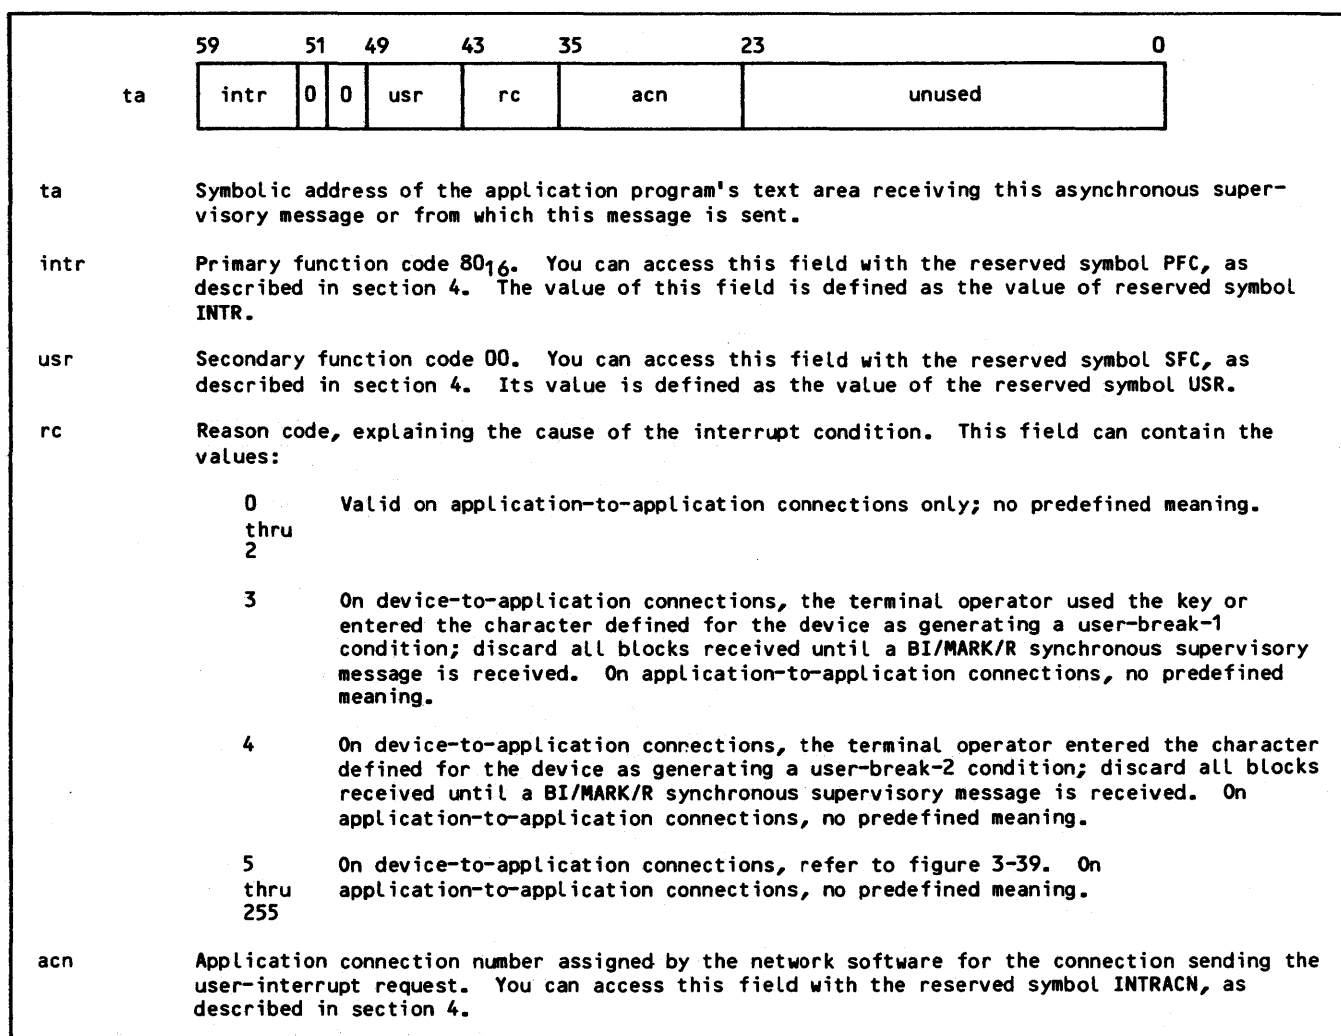 59 51 49 43 35 23 0
ta intr 0 0 usr rc acn unused
ta Symbolic address of the application program's text area receiving this asynchronous super-
visory message or from which this message is sent.
intr Primary function code 80₁₆. You can access this field with the reserved symbol PFC, as
described in section 4. The value of this field is defined as the value of reserved symbol
INTR.
usr Secondary function code 00. You can access this field with the reserved symbol SFC, as
described in section 4. Its value is defined as the value of the reserved symbol USR.
rc Reason code, explaining the cause of the interrupt condition. This field can contain the
values:
0 Valid on application-to-application connections only; no predefined meaning.
thru
2
3 On device-to-application connections, the terminal operator used the key or
entered the character defined for the device as generating a user-break-1
condition; discard all blocks received until a BI/MARK/R synchronous supervisory
message is received. On application-to-application connections, no predefined
meaning.
4 On device-to-application connections, the terminal operator entered the character
defined for the device as generating a user-break-2 condition; discard all blocks
received until a BI/MARK/R synchronous supervisory message is received. On
application-to-application connections, no predefined meaning.
5 On device-to-application connections, refer to figure 3-39. On
thru application-to-application connections, no predefined meaning.
255
acn Application connection number assigned by the network software for the connection sending the
user-interrupt request. You can access this field with the reserved symbol INTRACN, as
described in section 4.